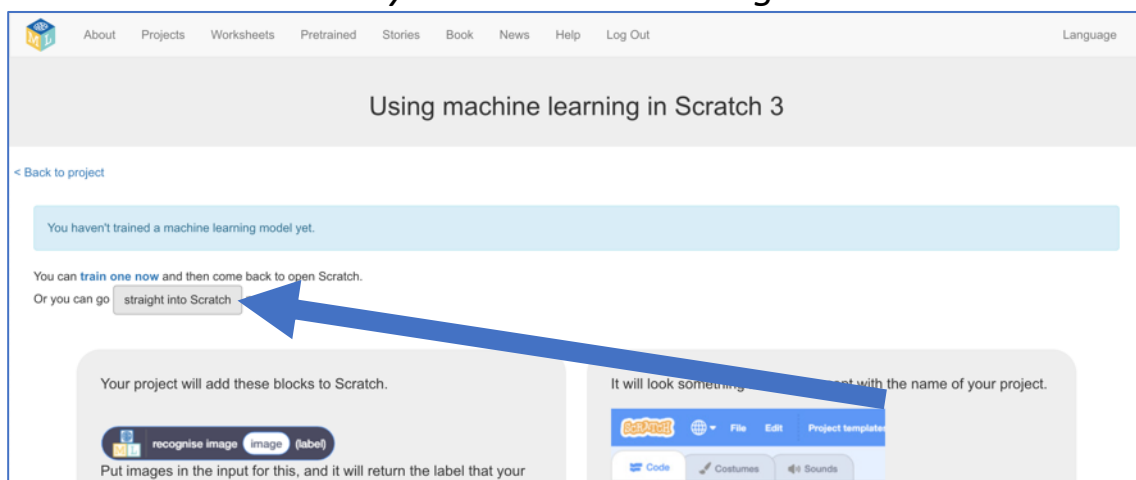 About Projects Worksheets Pretrained Stories Book News Help Log Out Language
Using machine learning in Scratch 3
< Back to project
You haven't trained a machine learning model yet.
You can train one now and then come back to open Scratch.
Or you can go straight into Scratch
Your project will add these blocks to Scratch.
recognise image image (label)
Put images in the input for this, and it will return the label that your
It will look something with the name of your project.
SCRATCH File Edit Project templates
Code Costumes Sounds